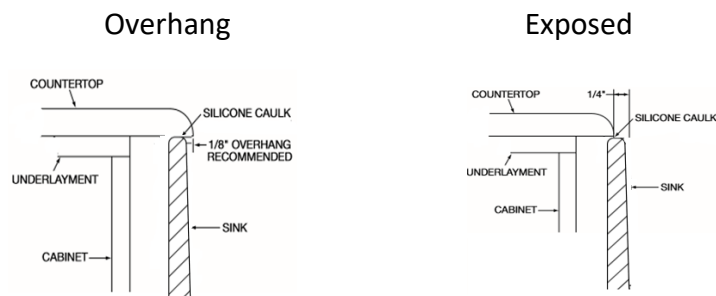 Overhang
COUNTERTOP
SILICONE CAULK
1/8" OVERHANG
RECOMMENDED
UNDERLAYMENT
SINK
CABINET
Exposed
1/4"
COUNTERTOP
SILICONE CAULK
UNDERLAYMENT
SINK
CABINET